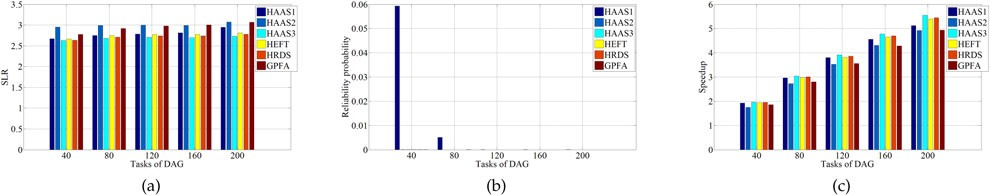 SLR
3.5
3
2.5
2
1.5
1
0.5
0
40
80
120
160
200
Tasks of DAG
HAAS1
HAAS2
HAAS3
HEFT
HRDS
GPFA
(a)
Reliability probability
0.06
0.05
0.04
0.03
0.02
0.01
0.00
40
80
120
160
200
Tasks of DAG
HAAS1
HAAS2
HAAS3
HEFT
HRDS
GPFA
(b)
Speedup
6
5
4
3
2
1
0
40
80
120
160
200
Tasks of DAG
HAAS1
HAAS2
HAAS3
HEFT
HRDS
GPFA
(c)